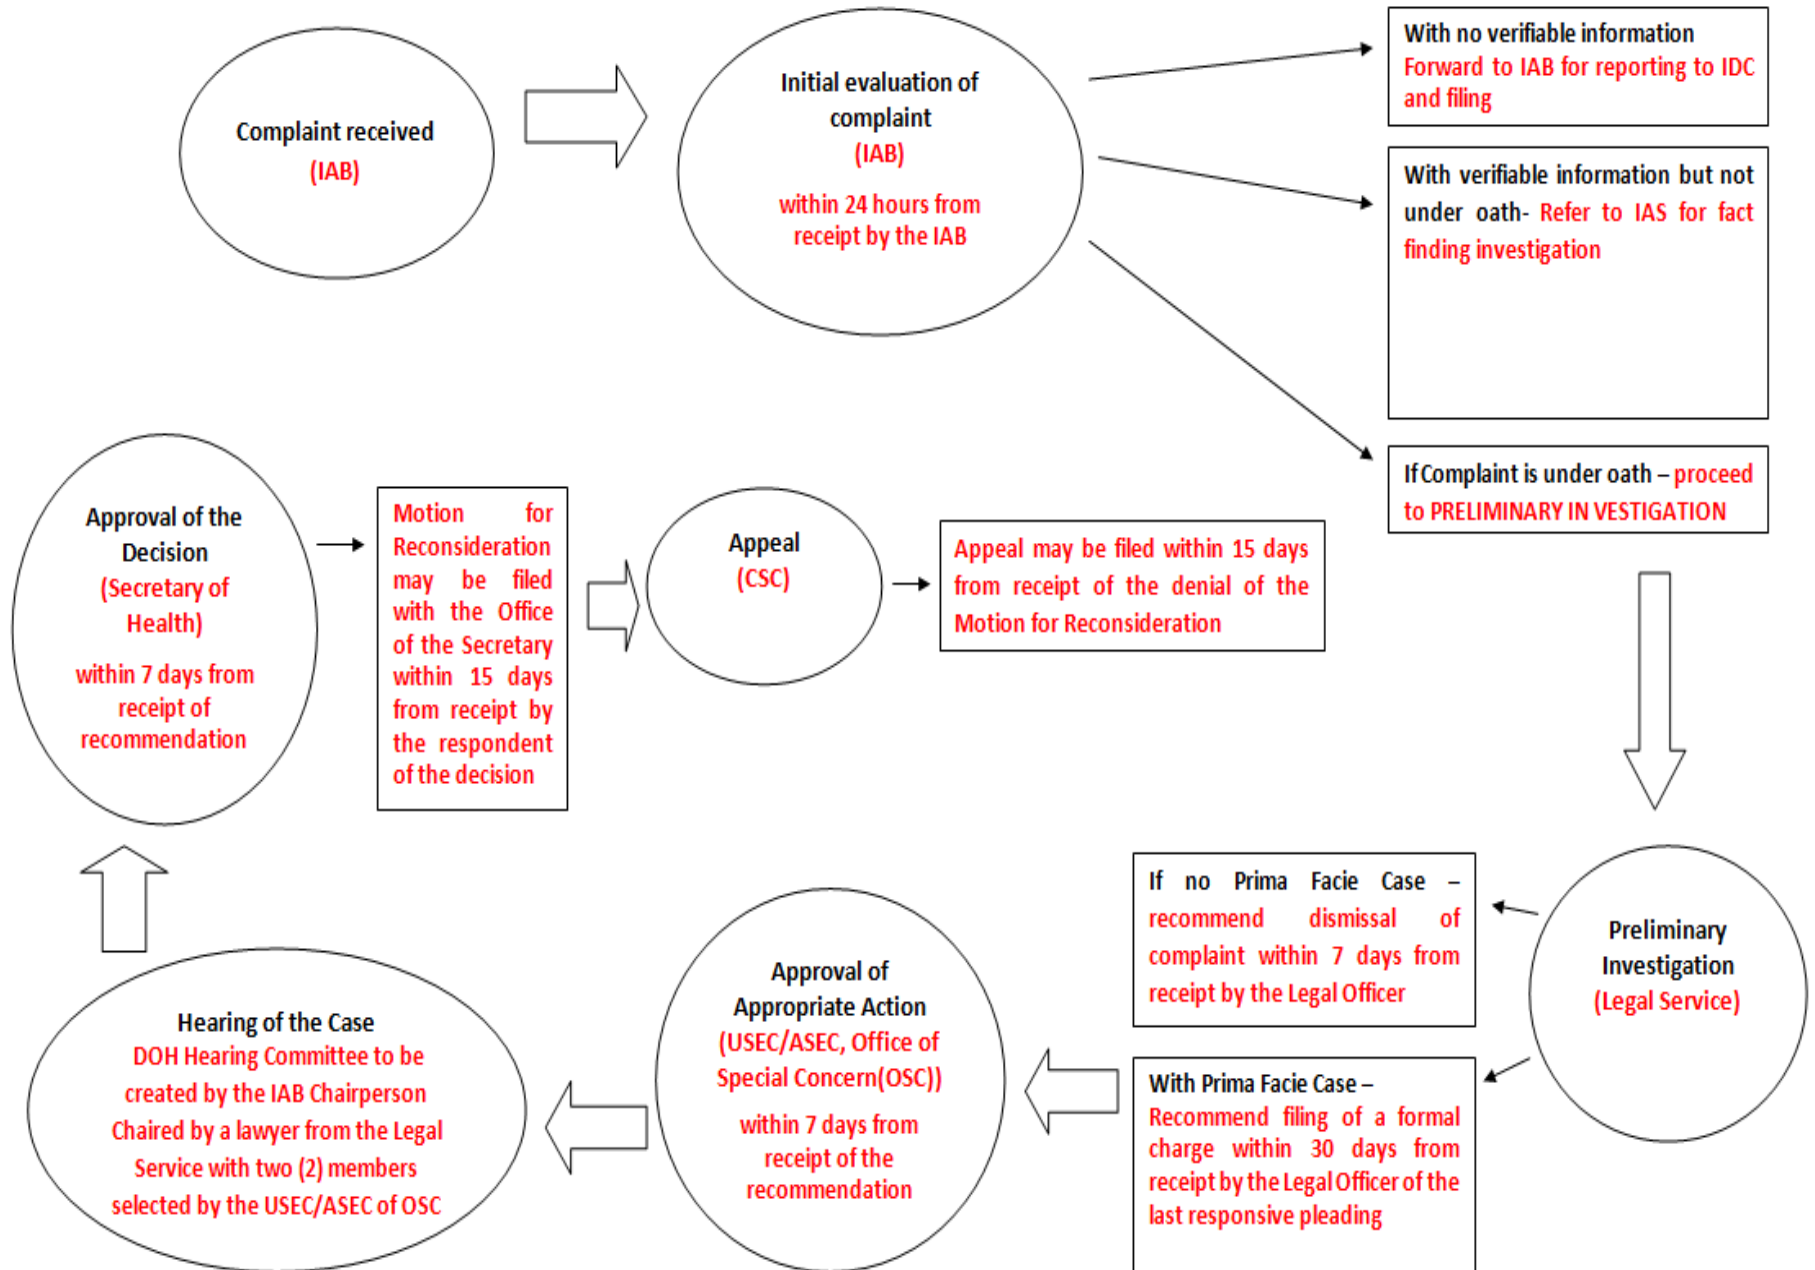 Complaint received
(IAB)
Initial evaluation of
complaint
(IAB)
within 24 hours from
receipt by the IAB
With no verifiable information
Forward to IAB for reporting to IDC
and filing
With verifiable information but not
under oath- Refer to IAS for fact
finding investigation
If Complaint is under oath – proceed
to PRELIMINARY IN VESTIGATION
Approval of the
Decision
(Secretary of
Health)
within 7 days from
receipt of
recommendation
Motion for
Reconsideration
may be filed
with the Office
of the Secretary
within 15 days
from receipt by
the respondent
of the decision
Appeal
(CSC)
Appeal may be filed within 15 days
from receipt of the denial of the
Motion for Reconsideration
Preliminary
Investigation
(Legal Service)
If no Prima Facie Case –
recommend dismissal of
complaint within 7 days from
receipt by the Legal Officer
With Prima Facie Case –
Recommend filing of a formal
charge within 30 days from
receipt by the Legal Officer of the
last responsive pleading
Approval of
Appropriate Action
(USEC/ASEC, Office of
Special Concern(OSC))
within 7 days from
receipt of the
recommendation
Hearing of the Case
DOH Hearing Committee to be
created by the IAB Chairperson
Chaired by a lawyer from the Legal
Service with two (2) members
selected by the USEC/ASEC of OSC